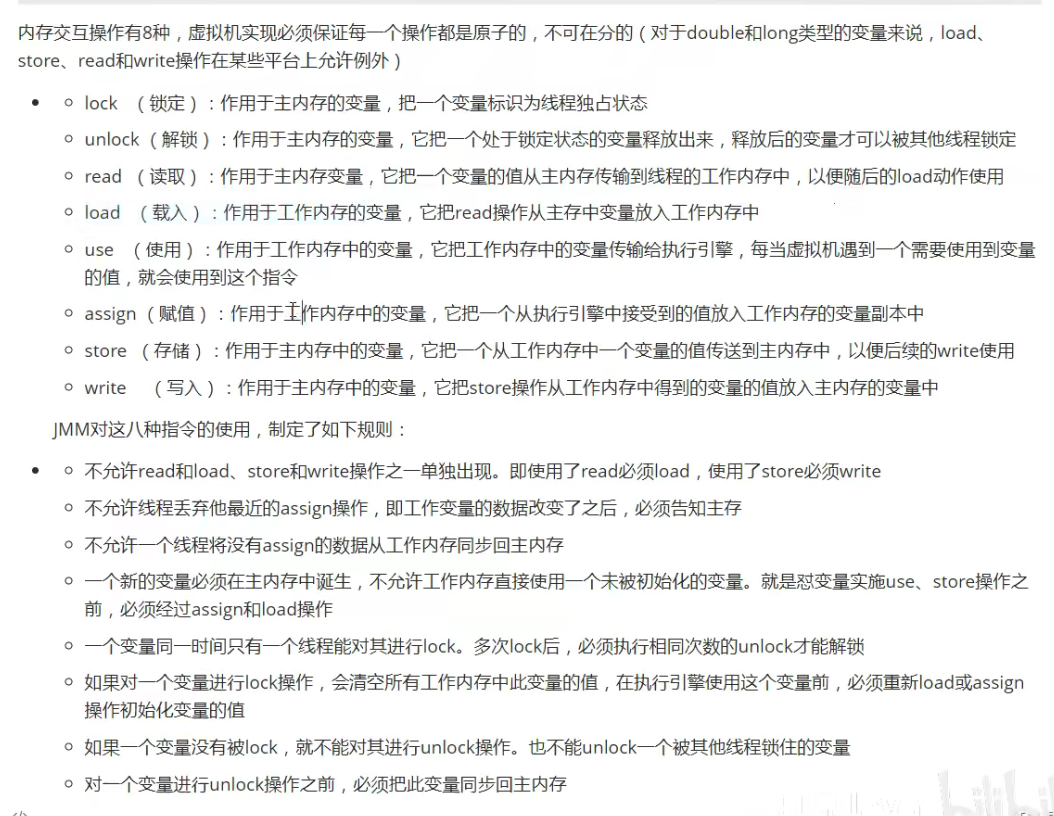 内存交互操作有8种，虚拟机实现必须保证每一个操作都是原子的，不可在分的（对于double和long类型的变量来说，load、
store、read和write操作在某些平台上允许例外）
lock （锁定）：作用于主内存的变量，把一个变量标识为线程独占状态
unlock（解锁）：作用于主内存的变量，它把一个处于锁定状态的变量释放出来，释放后的变量才可以被其他线程锁定
read （读取）：作用于主内存变量，它把一个变量的值从主内存传输到线程的工作内存中，以便随后的load动作使用
load （载入）：作用于工作内存的变量，它把read操作从主存中变量放入工作内存中
use （使用）：作用于工作内存中的变量，它把工作内存中的变量传输给执行引擎，每当虚拟机遇到一个需要使用到变量
的值，就会使用到这个指令
assign（赋值）：作用于工作内存中的变量，它把一个从执行引擎中接受到的值放入工作内存的变量副本中
store （存储）：作用于主内存中的变量，它把一个从工作内存中一个变量的值传送到主内存中，以便后续的write使用
write （写入）：作用于主内存中的变量，它把store操作从工作内存中得到的变量的值放入主内存的变量中
JMM对这八种指令的使用，制定了如下规则：
不允许read和load、store和write操作之一单独出现。即使用了read必须load，使用了store必须write
不允许线程丢弃他最近的assign操作，即工作变量的数据改变了之后，必须告知主存
不允许一个线程将没有assign的数据从工作内存同步回主内存
一个新的变量必须在主内存中诞生，不允许工作内存直接使用一个未被初始化的变量。就是怼变量实施use、store操作之
前，必须经过assign和load操作
一个变量同一时间只有一个线程能对其进行lock。多次lock后，必须执行相同次数的unlock才能解锁
如果对一个变量进行lock操作，会清空所有工作内存中此变量的值，在执行引擎使用这个变量前，必须重新load或assign
操作初始化变量的值
如果一个变量没有被lock，就不能对其进行unlock操作。也不能unlock一个被其他线程锁住的变量
对一个变量进行unlock操作之前，必须把此变量同步回主内存
bilibili